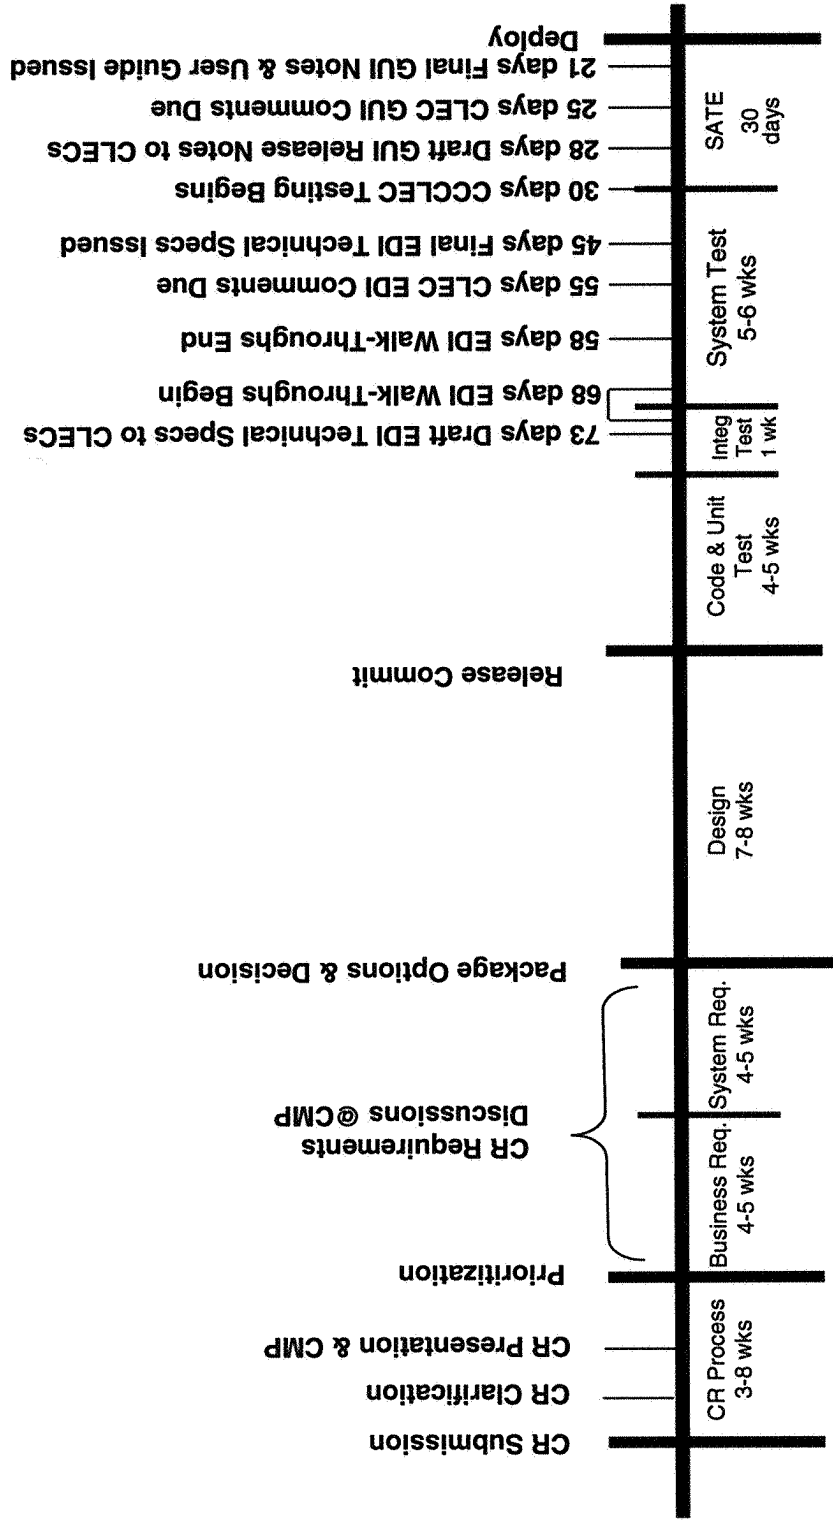 CR Submission
CR Clarification
CR Presentation & CMP
Prioritization
CR Requirements
Discussions @CMP
Package Options & Decision
Release Commit
73 days Draft EDI Technical Specs to CLECs
68 days EDI Walk-Throughs Begin
58 days EDI Walk-Throughs End
55 days CLEC EDI Comments Due
45 days Final EDI Technical Specs Issued
30 days CCCLEC Testing Begins
28 days Draft GUI Release Notes to CLECs
25 days CLEC GUI Comments Due
21 days Final GUI Notes & User Guide Issued
Deploy
CR Process
3-8 wks
Business Req.
4-5 wks
System Req.
4-5 wks
Design
7-8 wks
Code & Unit
Test
4-5 wks
Integ
Test
1 wk
System Test
5-6 wks
SATE
30
days